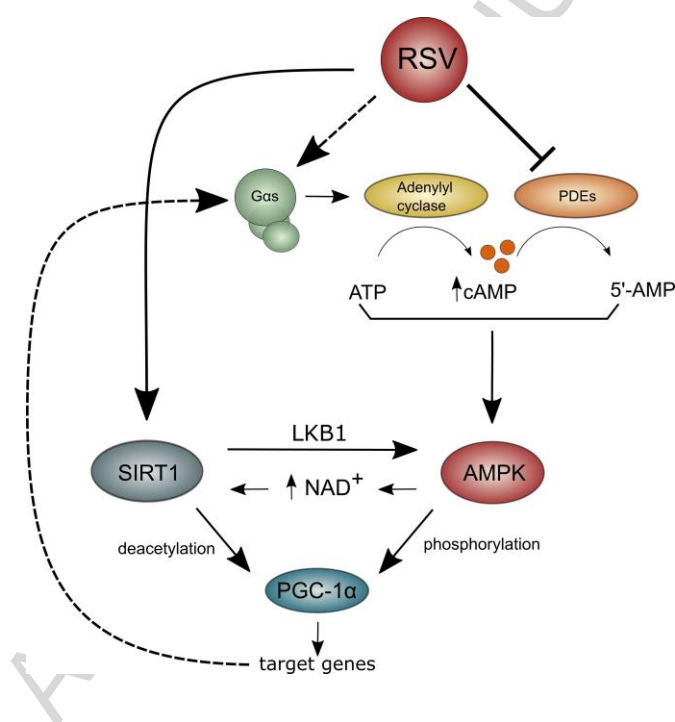 RSV
Gαs
Adenylyl
cyclase
PDEs
ATP
↑cAMP
5'-AMP
LKB1
SIRT1
AMPK
↑ NAD+
deacetylation
phosphorylation
PGC-1α
target genes